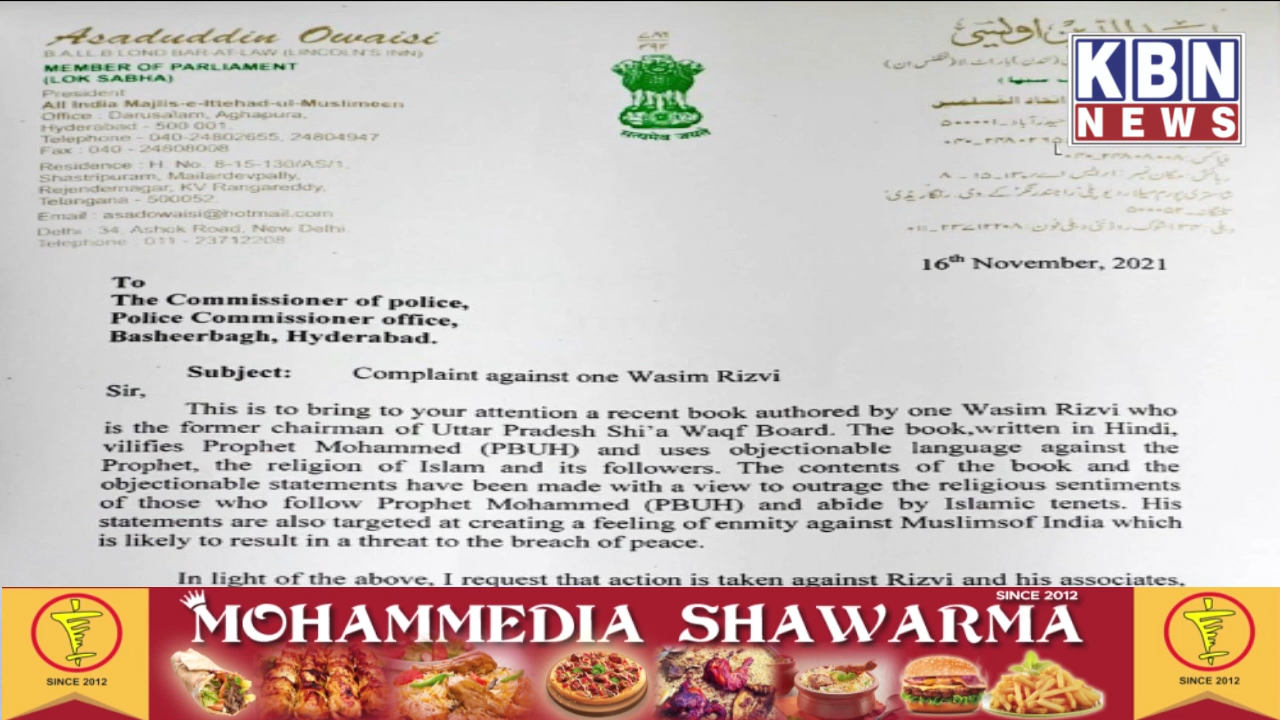 Asaduddin Owaisi
B.A.L.L.B LOND BAR-AT-LAW (LINCOLN'S INN)
MEMBER OF PARLIAMENT
(LOK SABHA)
President
All India Majlis-e-Ittehad-ul-Muslimeen
Office : Darusalam, Aghapura,
Hyderabad - 500 001.
Telephone - 040-24802655, 24804947
Fax : 040 - 24808008
Residence : H. No. 8-15-130/AS/1,
Shastripuram, Mailardevpally,
Rejendernagar, KV Rangareddy,
Telangana - 500052.
Email : asadowaisi@hotmail.com
Delhi : 34, Ashok Road, New Delhi.
Telephone : 011 - 23712208
सत्यमेव जयते
KBN
NEWS
16th November, 2021
To
The Commissioner of police,
Police Commissioner office,
Basheerbagh, Hyderabad.
Subject: Complaint against one Wasim Rizvi
Sir,
This is to bring to your attention a recent book authored by one Wasim Rizvi who
is the former chairman of Uttar Pradesh Shi'a Waqf Board. The book,written in Hindi,
vilifies Prophet Mohammed (PBUH) and uses objectionable language against the
Prophet, the religion of Islam and its followers. The contents of the book and the
objectionable statements have been made with a view to outrage the religious sentiments
of those who follow Prophet Mohammed (PBUH) and abide by Islamic tenets. His
statements are also targeted at creating a feeling of enmity against Muslimsof India which
is likely to result in a threat to the breach of peace.
In light of the above, I request that action is taken against Rizvi and his associates,
SINCE 2012
MOHAMMEDIA SHAWARMA
SINCE 2012
SINCE 2012